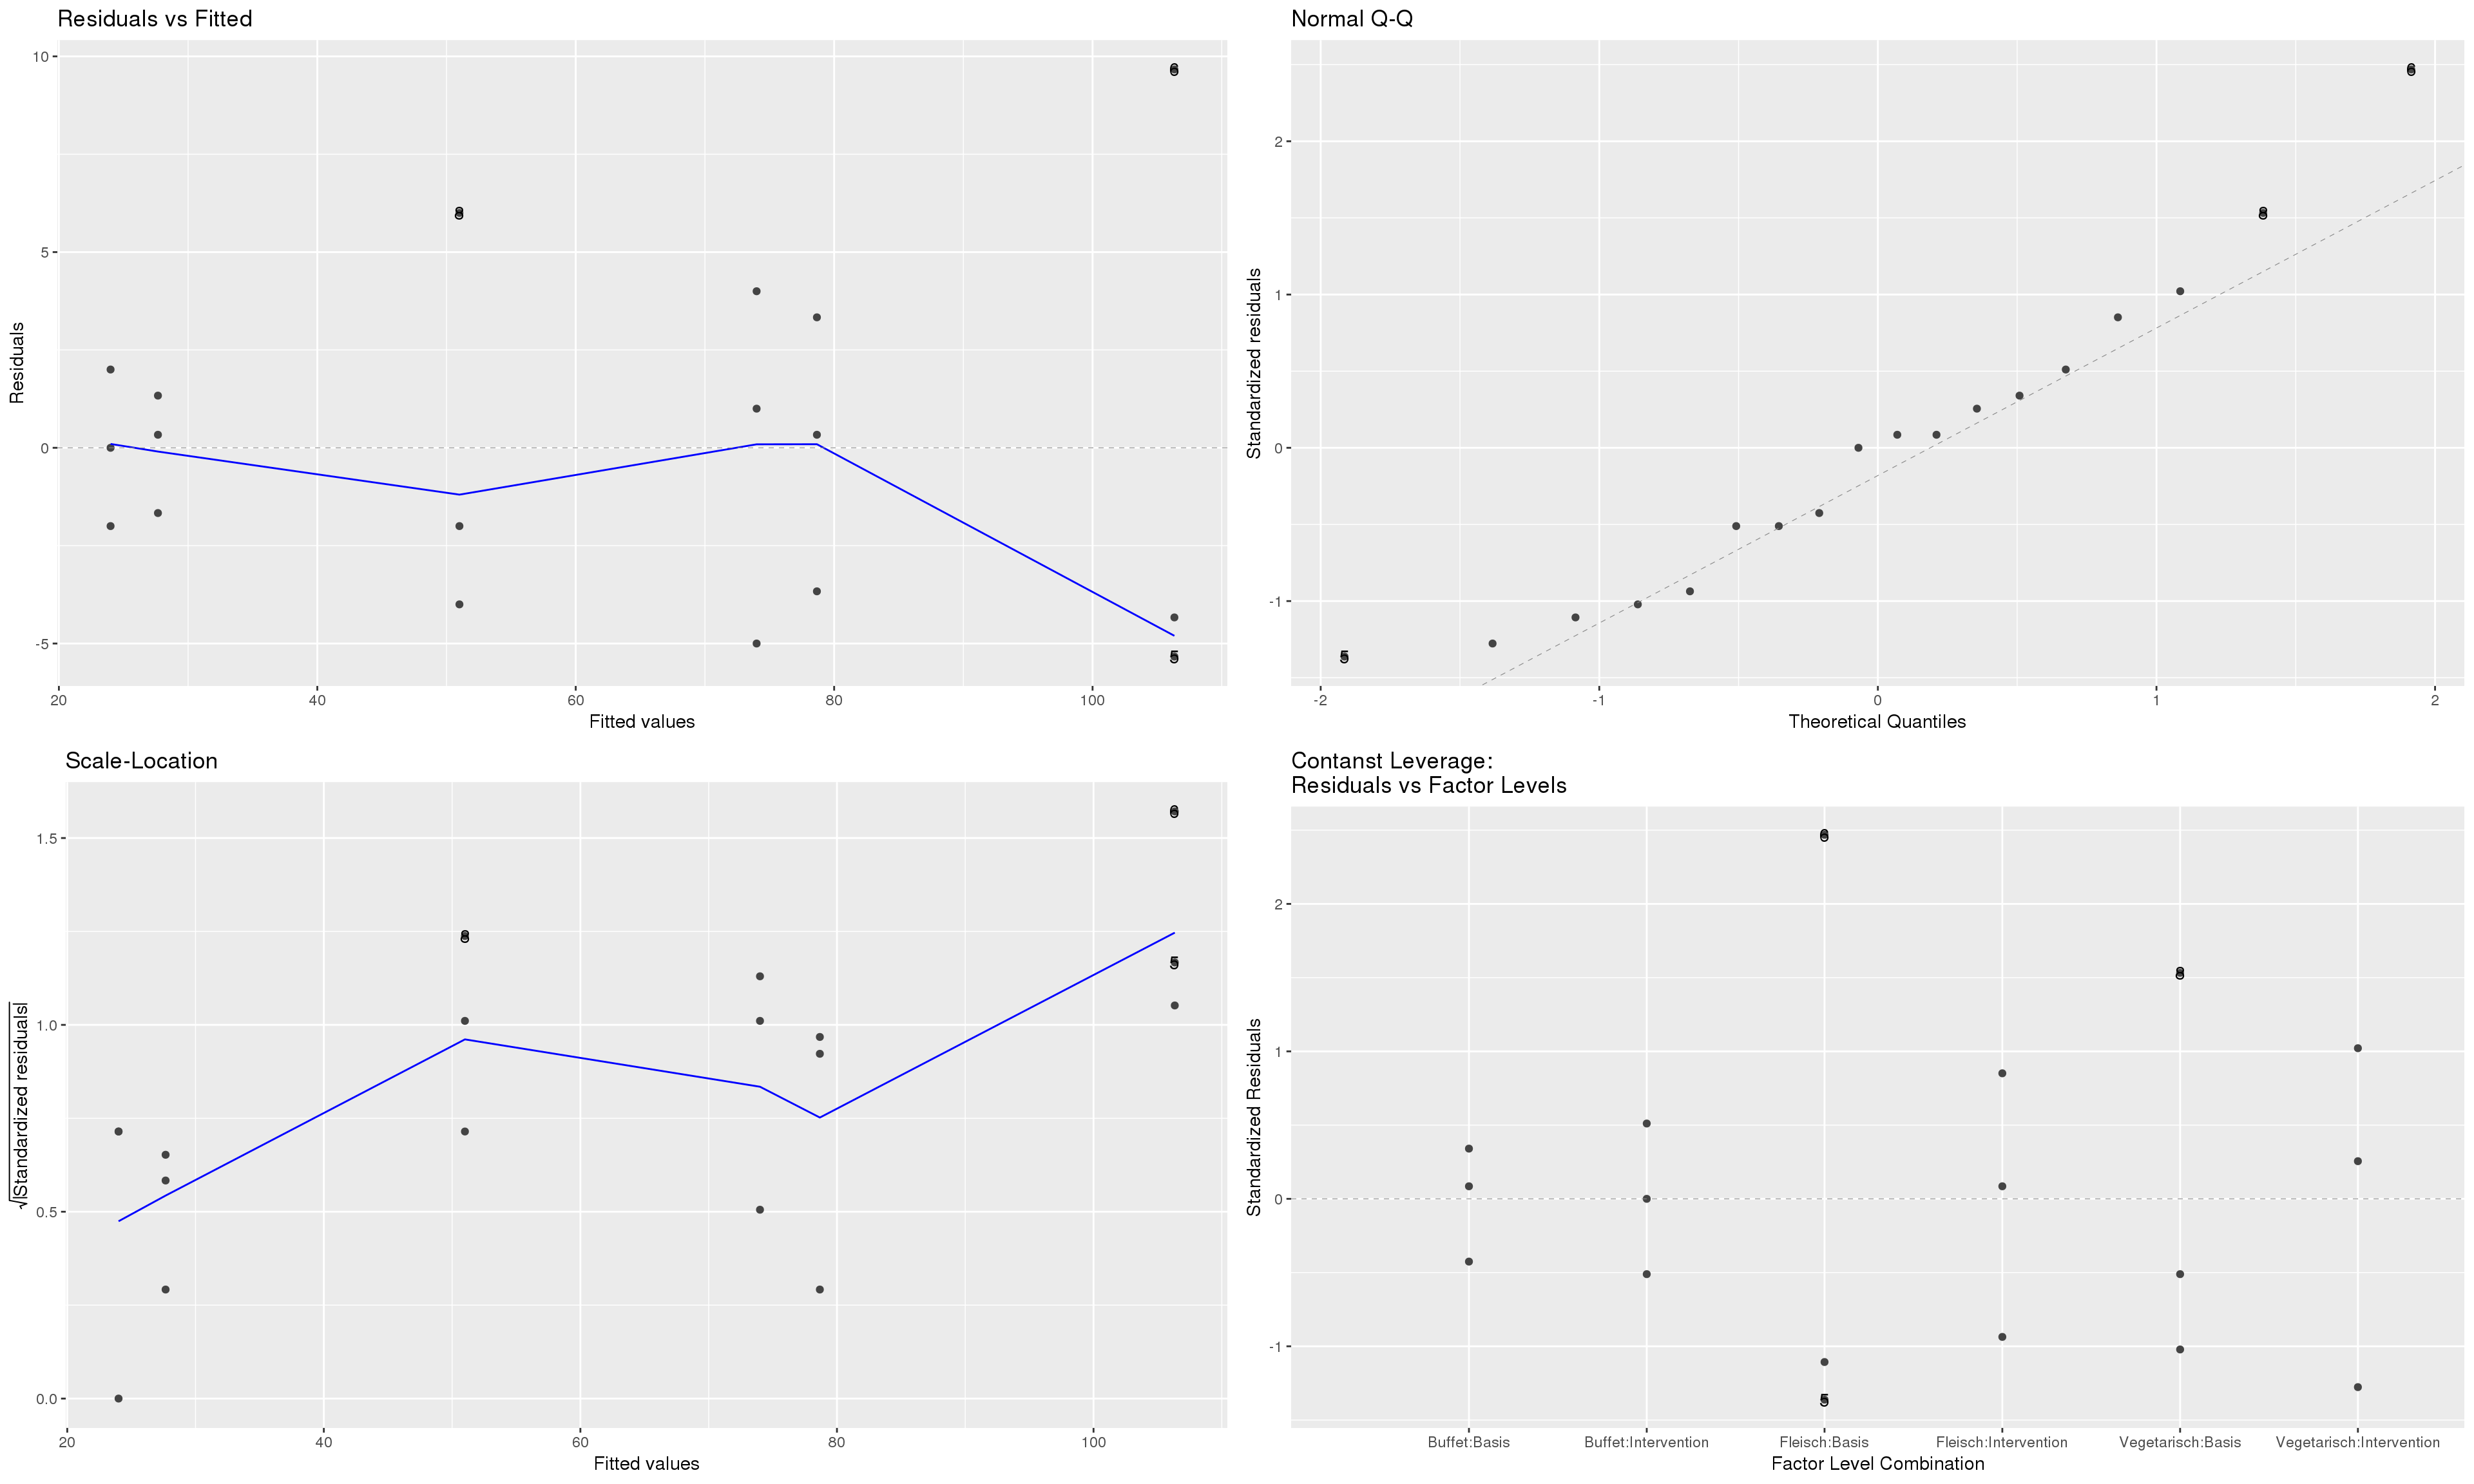 Residuals vs Fitted
10
5
0
-5
Residuals
20 40 60 80 100
Fitted values
Normal Q-Q
2
1
0
-1
Standardized residuals
-2 -1 0 1 2
Theoretical Quantiles
Scale-Location
1.5
1.0
0.5
0.0
√|Standardized residuals|
20 40 60 80 100
Fitted values
Contanst Leverage:
Residuals vs Factor Levels
2
1
0
-1
Standardized Residuals
Buffet:Basis Buffet:Intervention Fleisch:Basis Fleisch:Intervention Vegetarisch:Basis Vegetarisch:Intervention
Factor Level Combination